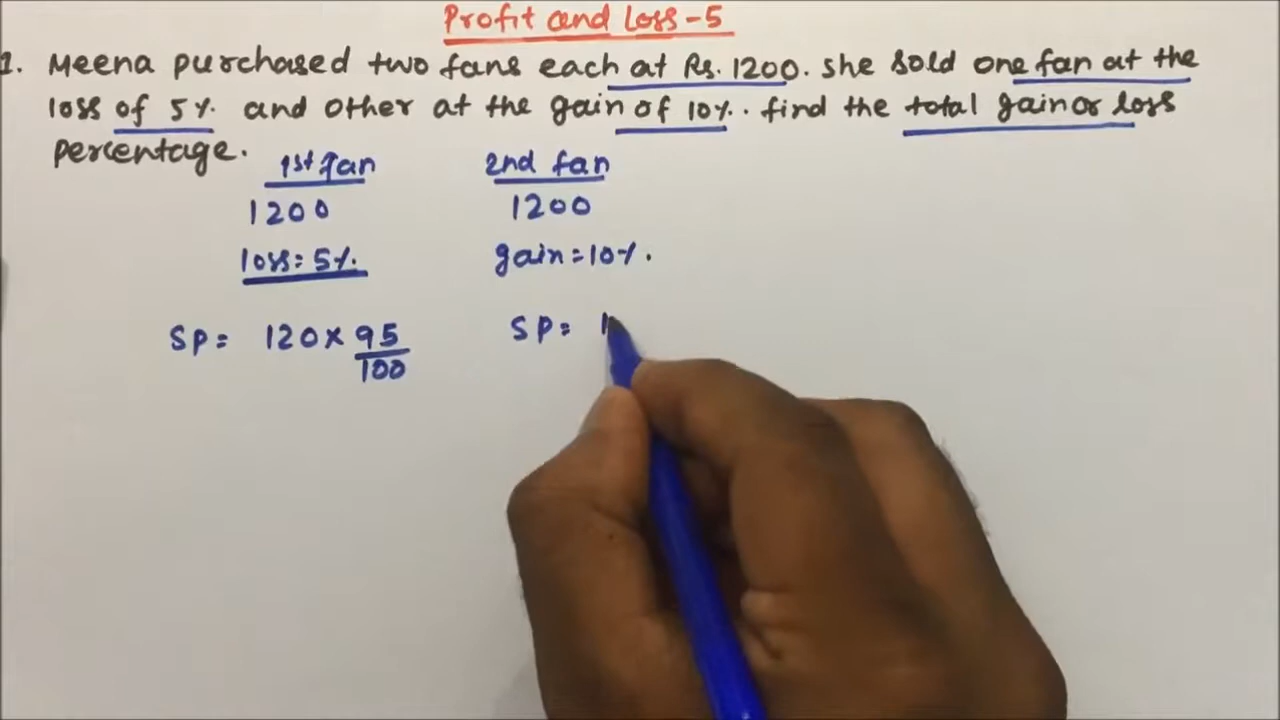 Profit and Loss-5
1. Meena purchased two fans each at Rs. 1200. she sold one fan at the
loss of 5%. and other at the gain of 10%.. find the total gain or loss
percentage.
1st fan 2nd fan
1200 1200
loss=5%. gain=10%.
SP= 120×95/100 SP= 1